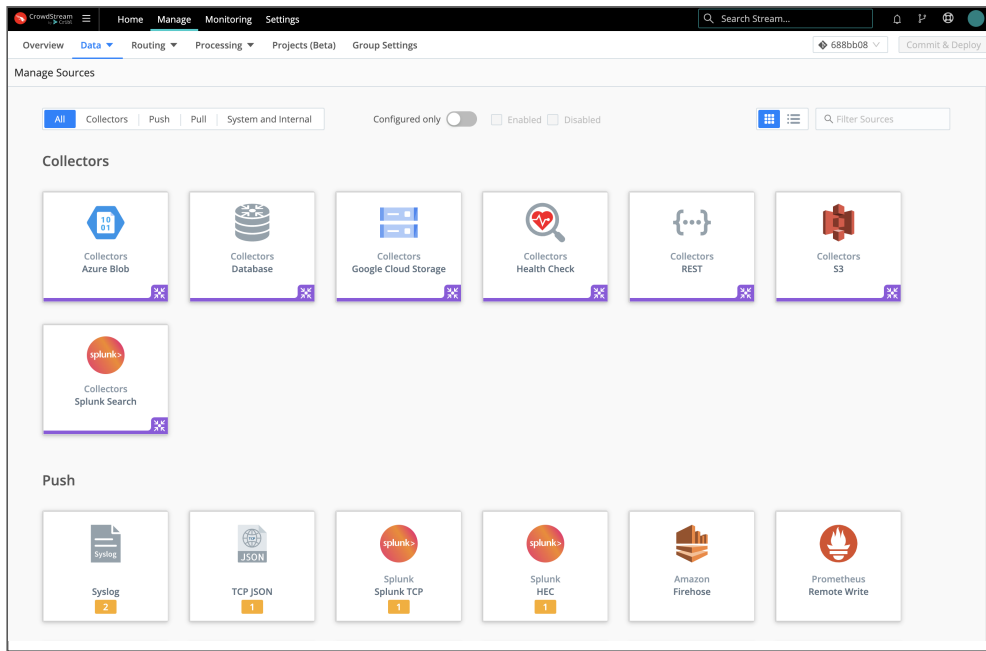 CrowdStream
by Cribl
Home Manage Monitoring Settings
Search Stream...
Overview Data Routing Processing Projects (Beta) Group Settings
688bb08
Commit & Deploy
Manage Sources
All Collectors Push Pull System and Internal
Configured only
Enabled Disabled
Filter Sources
Collectors
10
01
Collectors
Azure Blob
Collectors
Database
Collectors
Google Cloud Storage
Collectors
Health Check
{···}
Collectors
REST
Collectors
S3
splunk>
Collectors
Splunk Search
Push
Syslog
Syslog
2
JSON
TCP JSON
1
splunk>
Splunk
Splunk TCP
1
splunk>
Splunk
HEC
1
Amazon
Firehose
Prometheus
Remote Write